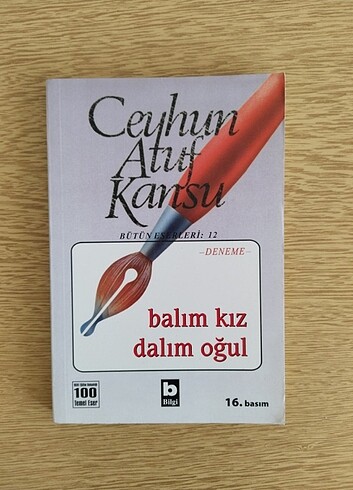 Ceyhun
Atuf
Kansu
BÜTÜN ESERLERİ: 12
–DENEME–
balım kız
dalım oğul
100
Temel Eser
b
Bilgi
16. basım